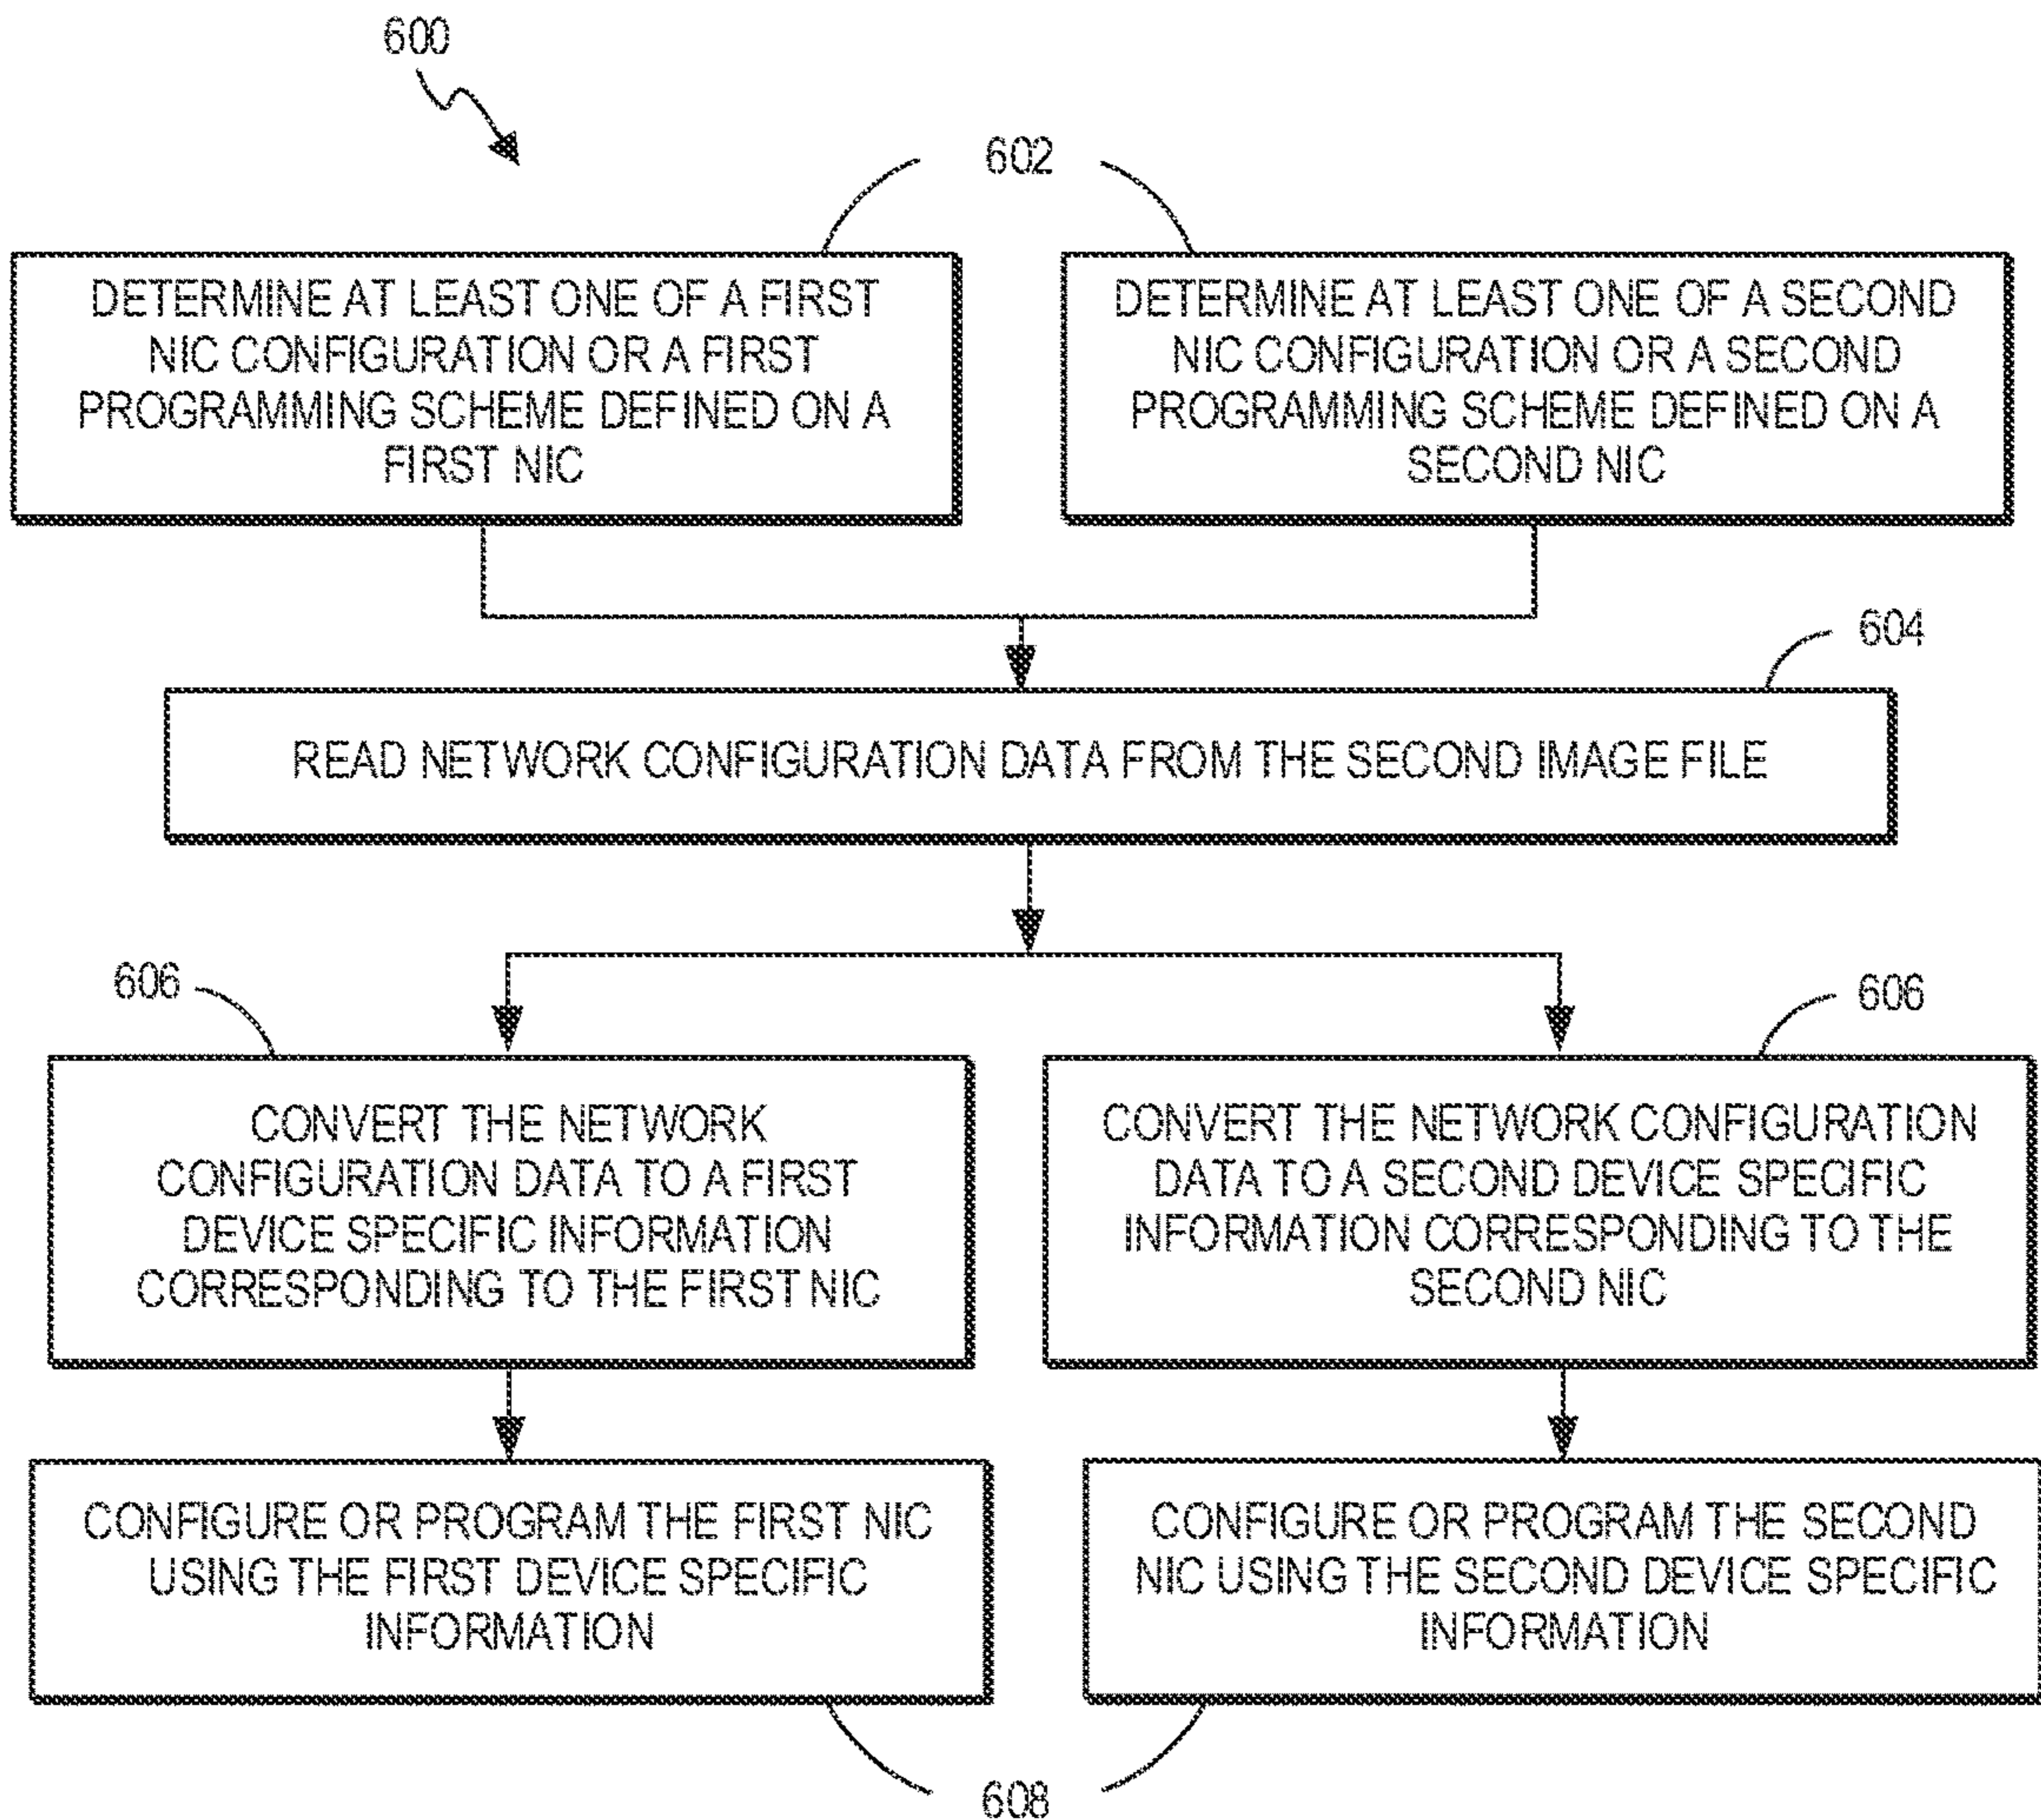 600
602
DETERMINE AT LEAST ONE OF A FIRST
NIC CONFIGURATION OR A FIRST
PROGRAMMING SCHEME DEFINED ON A
FIRST NIC
DETERMINE AT LEAST ONE OF A SECOND
NIC CONFIGURATION OR A SECOND
PROGRAMMING SCHEME DEFINED ON A
SECOND NIC
604
READ NETWORK CONFIGURATION DATA FROM THE SECOND IMAGE FILE
606
606
CONVERT THE NETWORK
CONFIGURATION DATA TO A FIRST
DEVICE SPECIFIC INFORMATION
CORRESPONDING TO THE FIRST NIC
CONVERT THE NETWORK CONFIGURATION
DATA TO A SECOND DEVICE SPECIFIC
INFORMATION CORRESPONDING TO THE
SECOND NIC
CONFIGURE OR PROGRAM THE FIRST NIC
USING THE FIRST DEVICE SPECIFIC
INFORMATION
CONFIGURE OR PROGRAM THE SECOND
NIC USING THE SECOND DEVICE SPECIFIC
INFORMATION
608